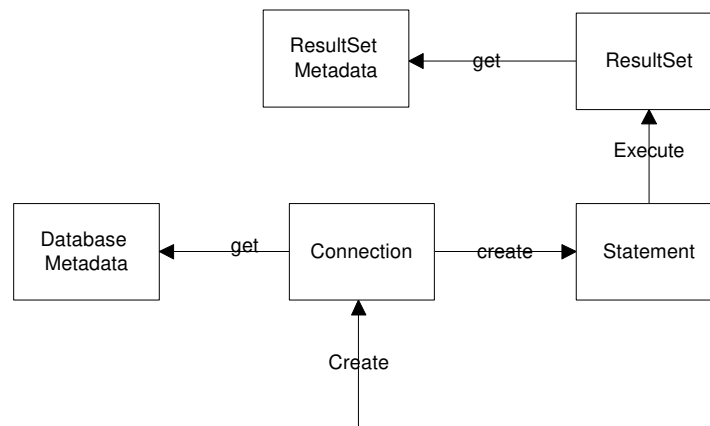 ResultSet
Metadata
get
ResultSet
Execute
Database
Metadata
get
Connection
create
Statement
Create